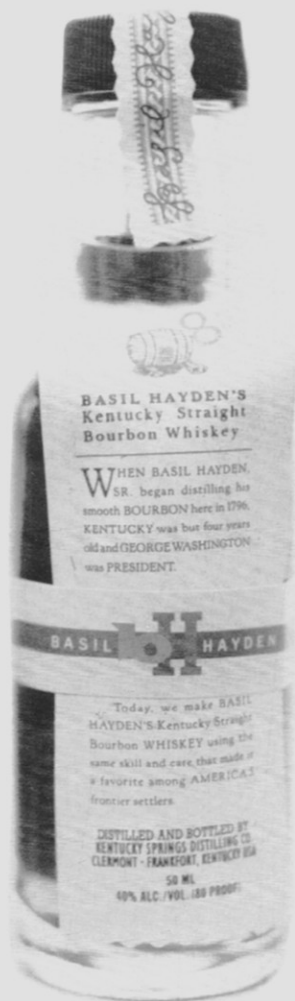 BASIL HAYDEN'S
Kentucky Straight
Bourbon Whiskey
WHEN BASIL HAYDEN,
SR. began distilling his
smooth BOURBON here in 1796,
KENTUCKY was but four years
old and GEORGE WASHINGTON
was PRESIDENT.
BASIL bH HAYDEN
Today, we make BASIL
HAYDEN'S Kentucky Straight
Bourbon WHISKEY using the
same skill and care that made it
a favorite among AMERICA'S
frontier settlers.
DISTILLED AND BOTTLED BY
KENTUCKY SPRINGS DISTILLING CO.
CLERMONT - FRANKFORT, KENTUCKY USA
50 ML
40% ALC./VOL. (80 PROOF)